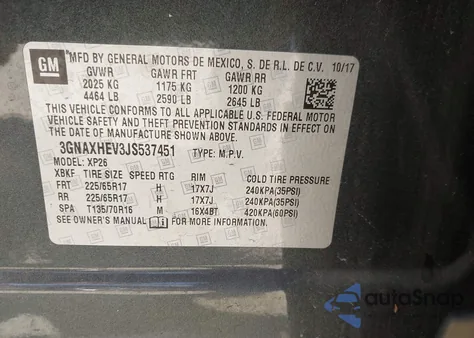 GM
MFD BY GENERAL MOTORS DE MEXICO, S. DE R.L. DE C.V. 10/17
GVWR GAWR FRT GAWR RR
2025 KG 1175 KG 1200 KG
4464 LB 2590 LB 2645 LB
THIS VEHICLE CONFORMS TO ALL APPLICABLE U.S. FEDERAL MOTOR
VEHICLE SAFETY AND THEFT PREVENTION STANDARDS IN EFFECT ON THE
DATE OF MANUFACTURE SHOWN ABOVE.
3GNAXHEV3JS537451 TYPE: M.P.V.
MODEL: XP26
XBKF TIRE SIZE SPEED RTG RIM COLD TIRE PRESSURE
FRT 225/65R17 H 17X7J 240KPA(35PSI)
RR 225/65R17 H 17X7J 240KPA(35PSI)
SPA T135/70R16 M 16X4BT 420KPA(60PSI)
SEE OWNER'S MANUAL FOR MORE INFORMATION
autoSnap